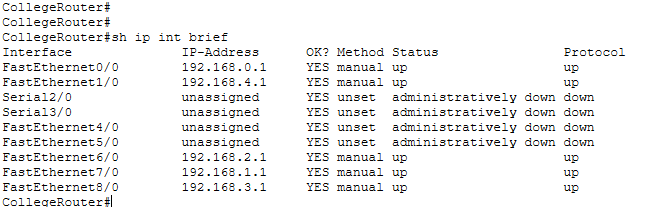 CollegeRouter#
CollegeRouter#
CollegeRouter#sh ip int brief
Interface IP-Address OK? Method Status Protocol
FastEthernet0/0 192.168.0.1 YES manual up up
FastEthernet1/0 192.168.4.1 YES manual up up
Serial2/0 unassigned YES unset administratively down down
Serial3/0 unassigned YES unset administratively down down
FastEthernet4/0 unassigned YES unset administratively down down
FastEthernet5/0 unassigned YES unset administratively down down
FastEthernet6/0 192.168.2.1 YES manual up up
FastEthernet7/0 192.168.1.1 YES manual up up
FastEthernet8/0 192.168.3.1 YES manual up up
CollegeRouter#